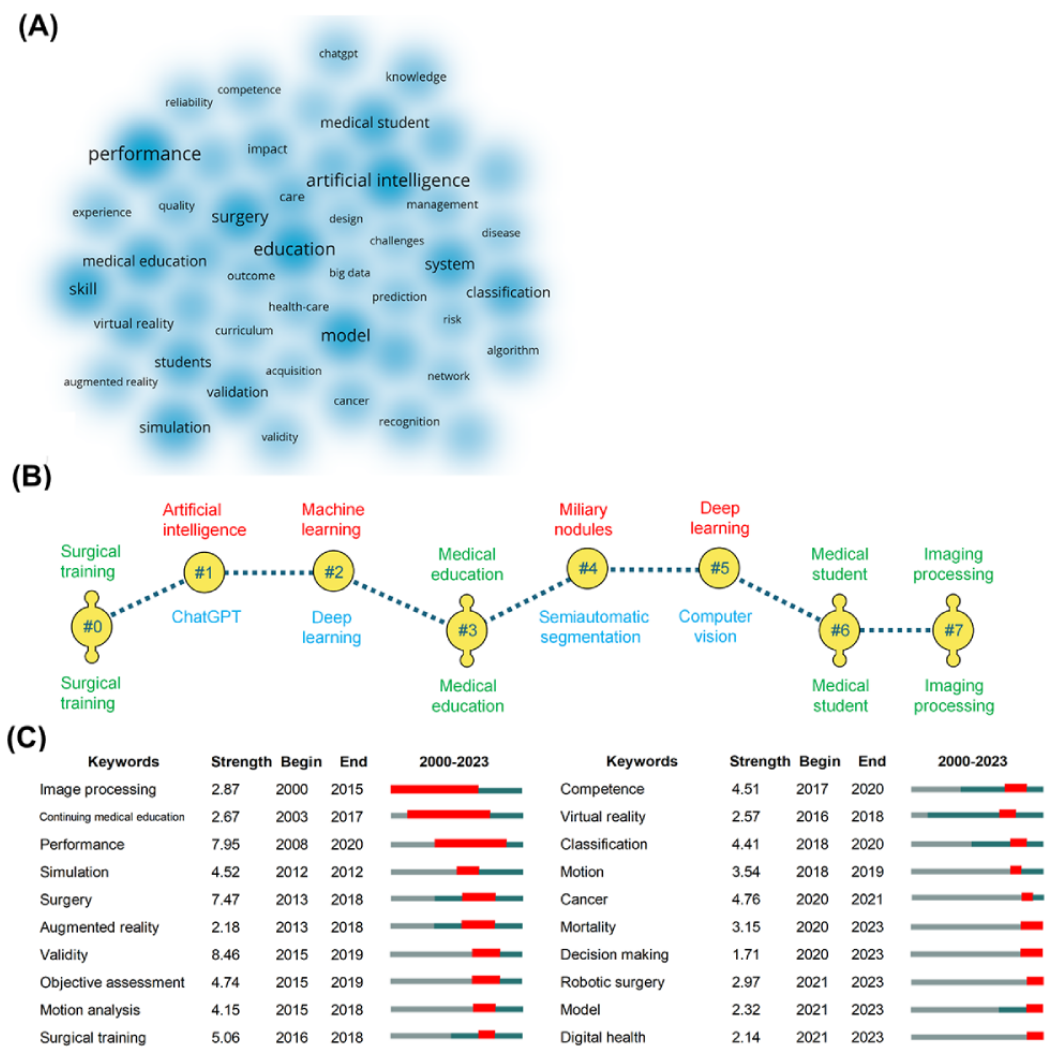 (A)
chatgpt
knowledge
competence
reliability
medical student
performance
impact
artificial intelligence
care
management
quality
experience
surgery
design
disease
challenges
education
medical education
system
outcome
big data
skill
classification
prediction
health-care
risk
virtual reality
curriculum
model
algorithm
students
acquisition
network
augmented reality
validation
cancer
recognition
simulation
validity
(B)
Surgical
training
#0
Surgical
training
Artificial
intelligence
#1
ChatGPT
Machine
learning
#2
Deep
learning
Medical
education
#3
Medical
education
Miliary
nodules
#4
Semiautomatic
segmentation
Deep
learning
#5
Computer
vision
Medical
student
#6
Medical
student
Imaging
processing
#7
Imaging
processing
(C)
Keywords Strength Begin End 2000-2023
Image processing 2.87 2000 2015
Continuing medical education 2.67 2003 2017
Performance 7.95 2008 2020
Simulation 4.52 2012 2012
Surgery 7.47 2013 2018
Augmented reality 2.18 2013 2018
Validity 8.46 2015 2019
Objective assessment 4.74 2015 2019
Motion analysis 4.15 2015 2018
Surgical training 5.06 2016 2018
Keywords Strength Begin End 2000-2023
Competence 4.51 2017 2020
Virtual reality 2.57 2016 2018
Classification 4.41 2018 2020
Motion 3.54 2018 2019
Cancer 4.76 2020 2021
Mortality 3.15 2020 2023
Decision making 1.71 2020 2023
Robotic surgery 2.97 2021 2023
Model 2.32 2021 2023
Digital health 2.14 2021 2023